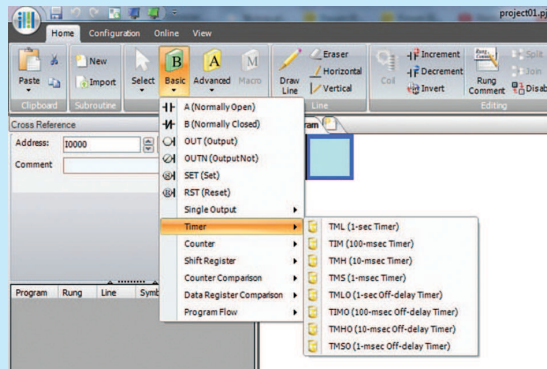 project01.pj
Home Configuration Online View
Paste
New
Import
Clipboard
Subroutine
Select
Basic
Advanced
Macro
Draw Line
Eraser
Horizontal
Vertical
Line
Coil
Increment
Decrement
Invert
Rung Comment
Split
Join
Disab
Editing
Cross Reference
Address: I0000
Comment
Program Rung Line Symb
A (Normally Open)
B (Normally Closed)
OUT (Output)
OUTN (OutputNot)
SET (Set)
RST (Reset)
Single Output
Timer
Counter
Shift Register
Counter Comparison
Data Register Comparison
Program Flow
ram
TML (1-sec Timer)
TIM (100-msec Timer)
TMH (10-msec Timer)
TMS (1-msec Timer)
TMLO (1-sec Off-delay Timer)
TIMO (100-msec Off-delay Timer)
TMHO (10-msec Off-delay Timer)
TMSO (1-msec Off-delay Timer)